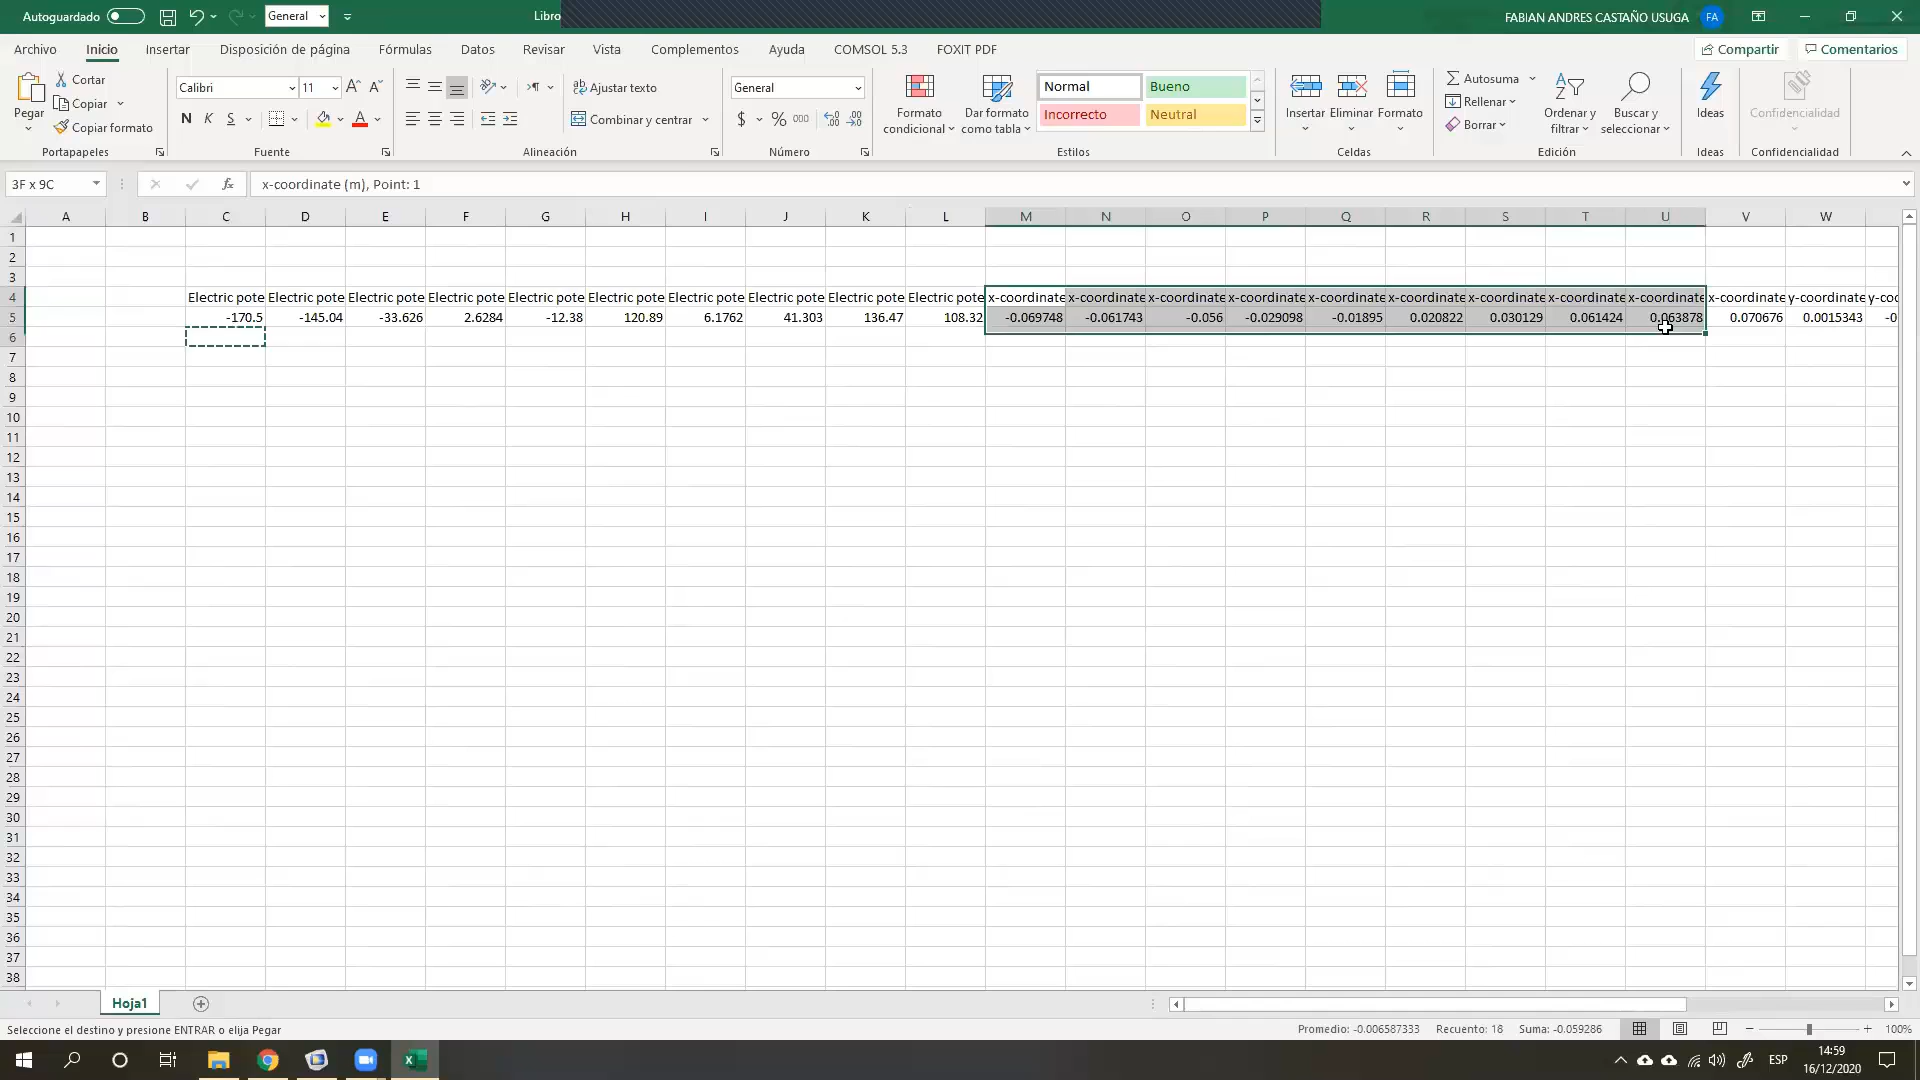 Autoguardado General Libro FABIAN ANDRES CASTAÑO USUGA FA
Archivo Inicio Insertar Disposición de página Fórmulas Datos Revisar Vista Complementos Ayuda COMSOL 5.3 FOXIT PDF Compartir Comentarios
Pegar Cortar Copiar Copiar formato Portapapeles
Calibri 11 A A N K S A Fuente
Ajustar texto Combinar y centrar Alineación
General $ % 000 Número
Formato condicional Dar formato como tabla Normal Bueno Incorrecto Neutral Estilos
Insertar Eliminar Formato Celdas
Autosuma Rellenar Borrar Ordenar y filtrar Buscar y seleccionar Edición
Ideas Ideas
Confidencialidad Confidencialidad
3F x 9C fx x-coordinate (m), Point: 1
A B C D E F G H I J K L M N O P Q R S T U V W
1
2
3
4 Electric pote Electric pote Electric pote Electric pote Electric pote Electric pote Electric pote Electric pote Electric pote Electric pote x-coordinate x-coordinate x-coordinate x-coordinate x-coordinate x-coordinate x-coordinate x-coordinate x-coordinate x-coordinate y-coordinate y-coo
5 -170.5 -145.04 -33.626 2.6284 -12.38 120.89 6.1762 41.303 136.47 108.32 -0.069748 -0.061743 -0.056 -0.029098 -0.01895 0.020822 0.030129 0.061424 0.063878 0.070676 0.0015343 -0
6
7
8
9
10
11
12
13
14
15
16
17
18
19
20
21
22
23
24
25
26
27
28
29
30
31
32
33
34
35
36
37
38
Hoja1
Seleccione el destino y presione ENTRAR o elija Pegar Promedio: -0.006587333 Recuento: 18 Suma: -0.059286 100%
ESP 14:59
16/12/2020